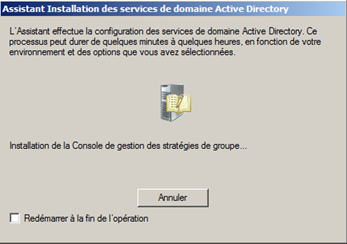 Assistant Installation des services de domaine Active Directory
L'Assistant effectue la configuration des services de domaine Active Directory. Ce
processus peut durer de quelques minutes à quelques heures, en fonction de votre
environnement et des options que vous avez sélectionnées.
Installation de la Console de gestion des stratégies de groupe...
Annuler
Redémarrer à la fin de l'opération